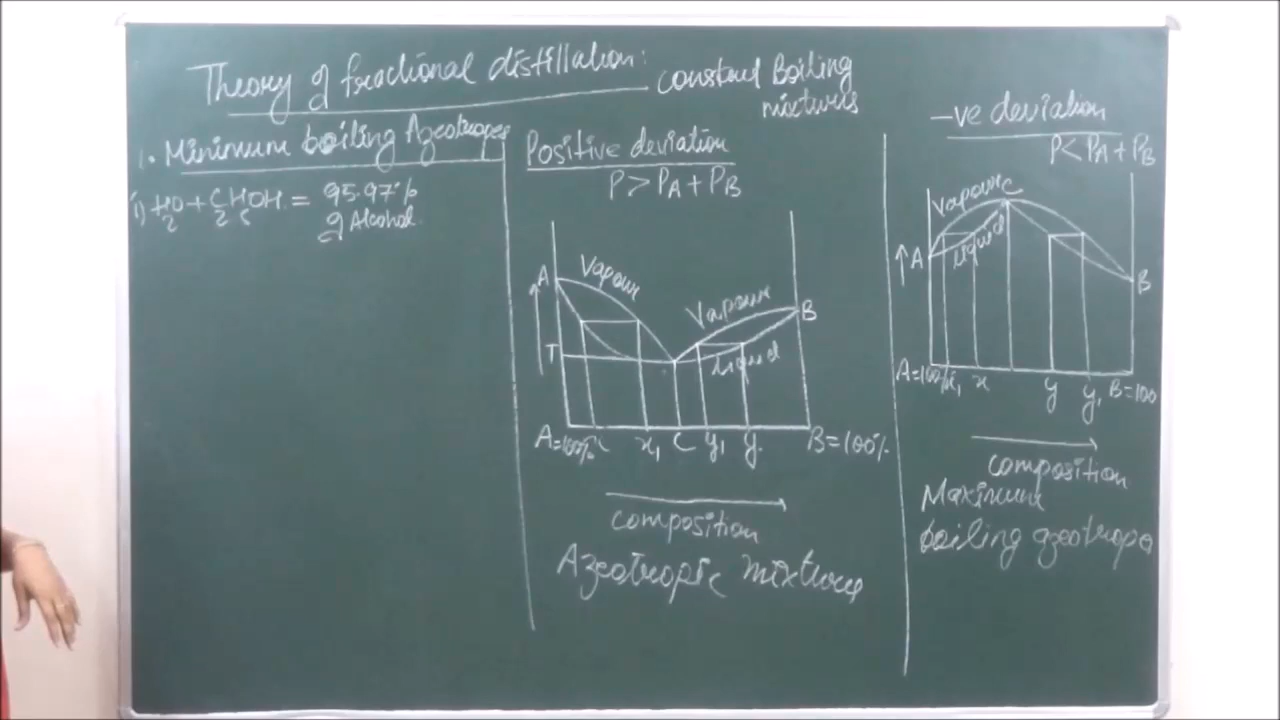 Theory of fractional distillation:
constant Boiling
mixtures
1. Minimum boiling Azeotropes
i) H2O + C2H5OH = 95.97%
of Alcohol.
Positive deviation
P > PA + PB
A
Vapour
Vapour
B
T
Liquid
A=100% x x1 C y1 y. B=100%
composition
Azeotropic mixtures
-ve deviation
P < PA + PB
Vapour C
Liquid
A
B
A=100% x1 x y y1 B=100
composition
Maximum
boiling azeotrope